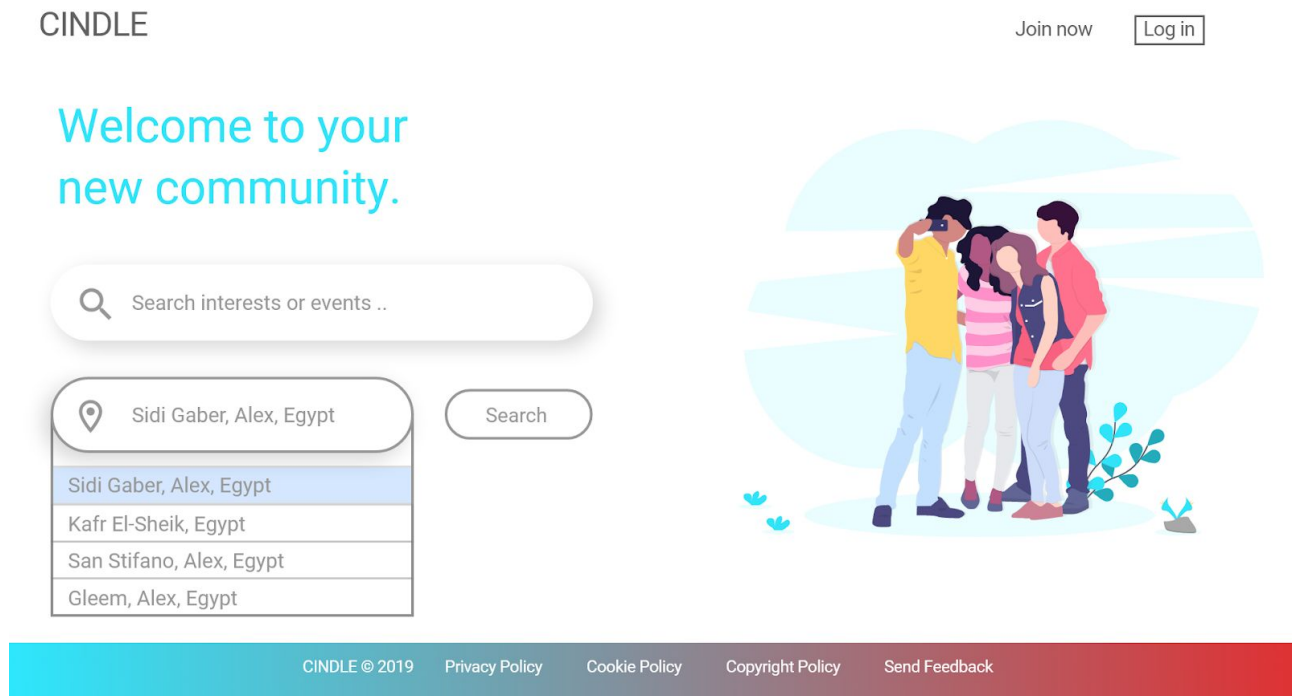 CINDLE
Join now
Log in
Welcome to your
new community.
Search interests or events ..
Sidi Gaber, Alex, Egypt
Search
Sidi Gaber, Alex, Egypt
Kafr El-Sheik, Egypt
San Stifano, Alex, Egypt
Gleem, Alex, Egypt
CINDLE © 2019 Privacy Policy Cookie Policy Copyright Policy Send Feedback